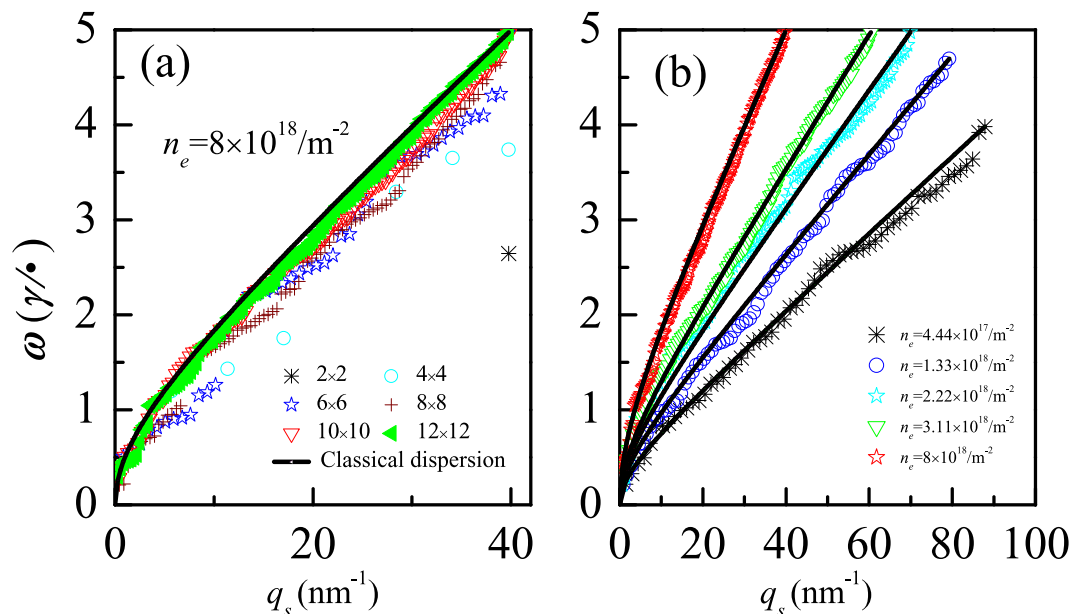 (a)
n_e=8×10^18/m^-2
2×2
4×4
6×6
8×8
10×10
12×12
Classical dispersion
5
4
3
2
1
0
0
20
40
q_s (nm^-1)
ω (γ/•)
(b)
n_e=4.44×10^17/m^-2
n_e=1.33×10^18/m^-2
n_e=2.22×10^18/m^-2
n_e=3.11×10^18/m^-2
n_e=8×10^18/m^-2
5
4
3
2
1
0
0
20
40
60
80
100
q_s (nm^-1)